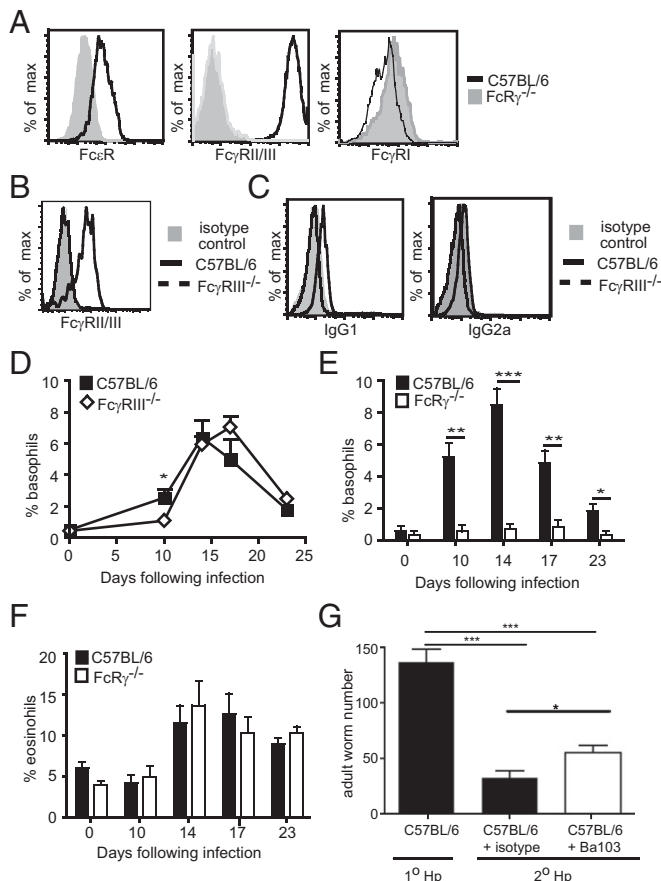 A
% of max
FcεR
% of max
FcγRII/III
% of max
FcγRI
C57BL/6
FcRγ-/-
B
% of max
FcγRII/III
isotype
control
C57BL/6
FcγRIII-/-
C
% of max
IgG1
% of max
IgG2a
isotype
control
C57BL/6
FcγRIII-/-
D
C57BL/6
FcγRIII-/-
% basophils
10
8
6
4
2
0
*
0 5 10 15 20 25
Days following infection
E
C57BL/6
FcRγ-/-
% basophils
10
8
6
4
2
0
** *** ** *
0 10 14 17 23
Days following infection
F
C57BL/6
FcRγ-/-
% eosinohils
20
15
10
5
0
0 10 14 17 23
Days following infection
G
adult worm number
150
100
50
0
***
***
*
C57BL/6
C57BL/6
+ isotype
C57BL/6
+ Ba103
1º Hp
2º Hp